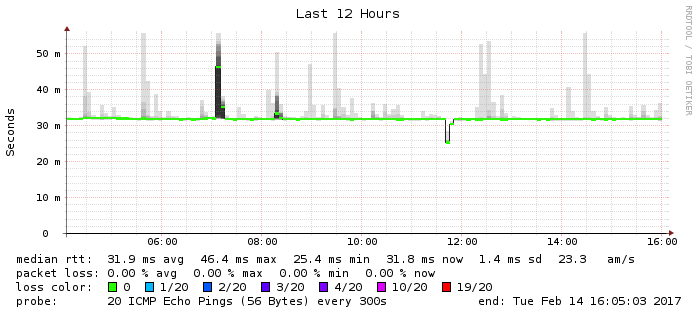 Last 12 Hours
RRDTOOL / TOBI OETIKER
Seconds
50 m
40 m
30 m
20 m
10 m
0
06:00 08:00 10:00 12:00 14:00 16:00
median rtt: 31.9 ms avg 46.4 ms max 25.4 ms min 31.8 ms now 1.4 ms sd 23.3 am/s
packet loss: 0.00 % avg 0.00 % max 0.00 % min 0.00 % now
loss color: 0 1/20 2/20 3/20 4/20 10/20 19/20
probe: 20 ICMP Echo Pings (56 Bytes) every 300s end: Tue Feb 14 16:05:03 2017